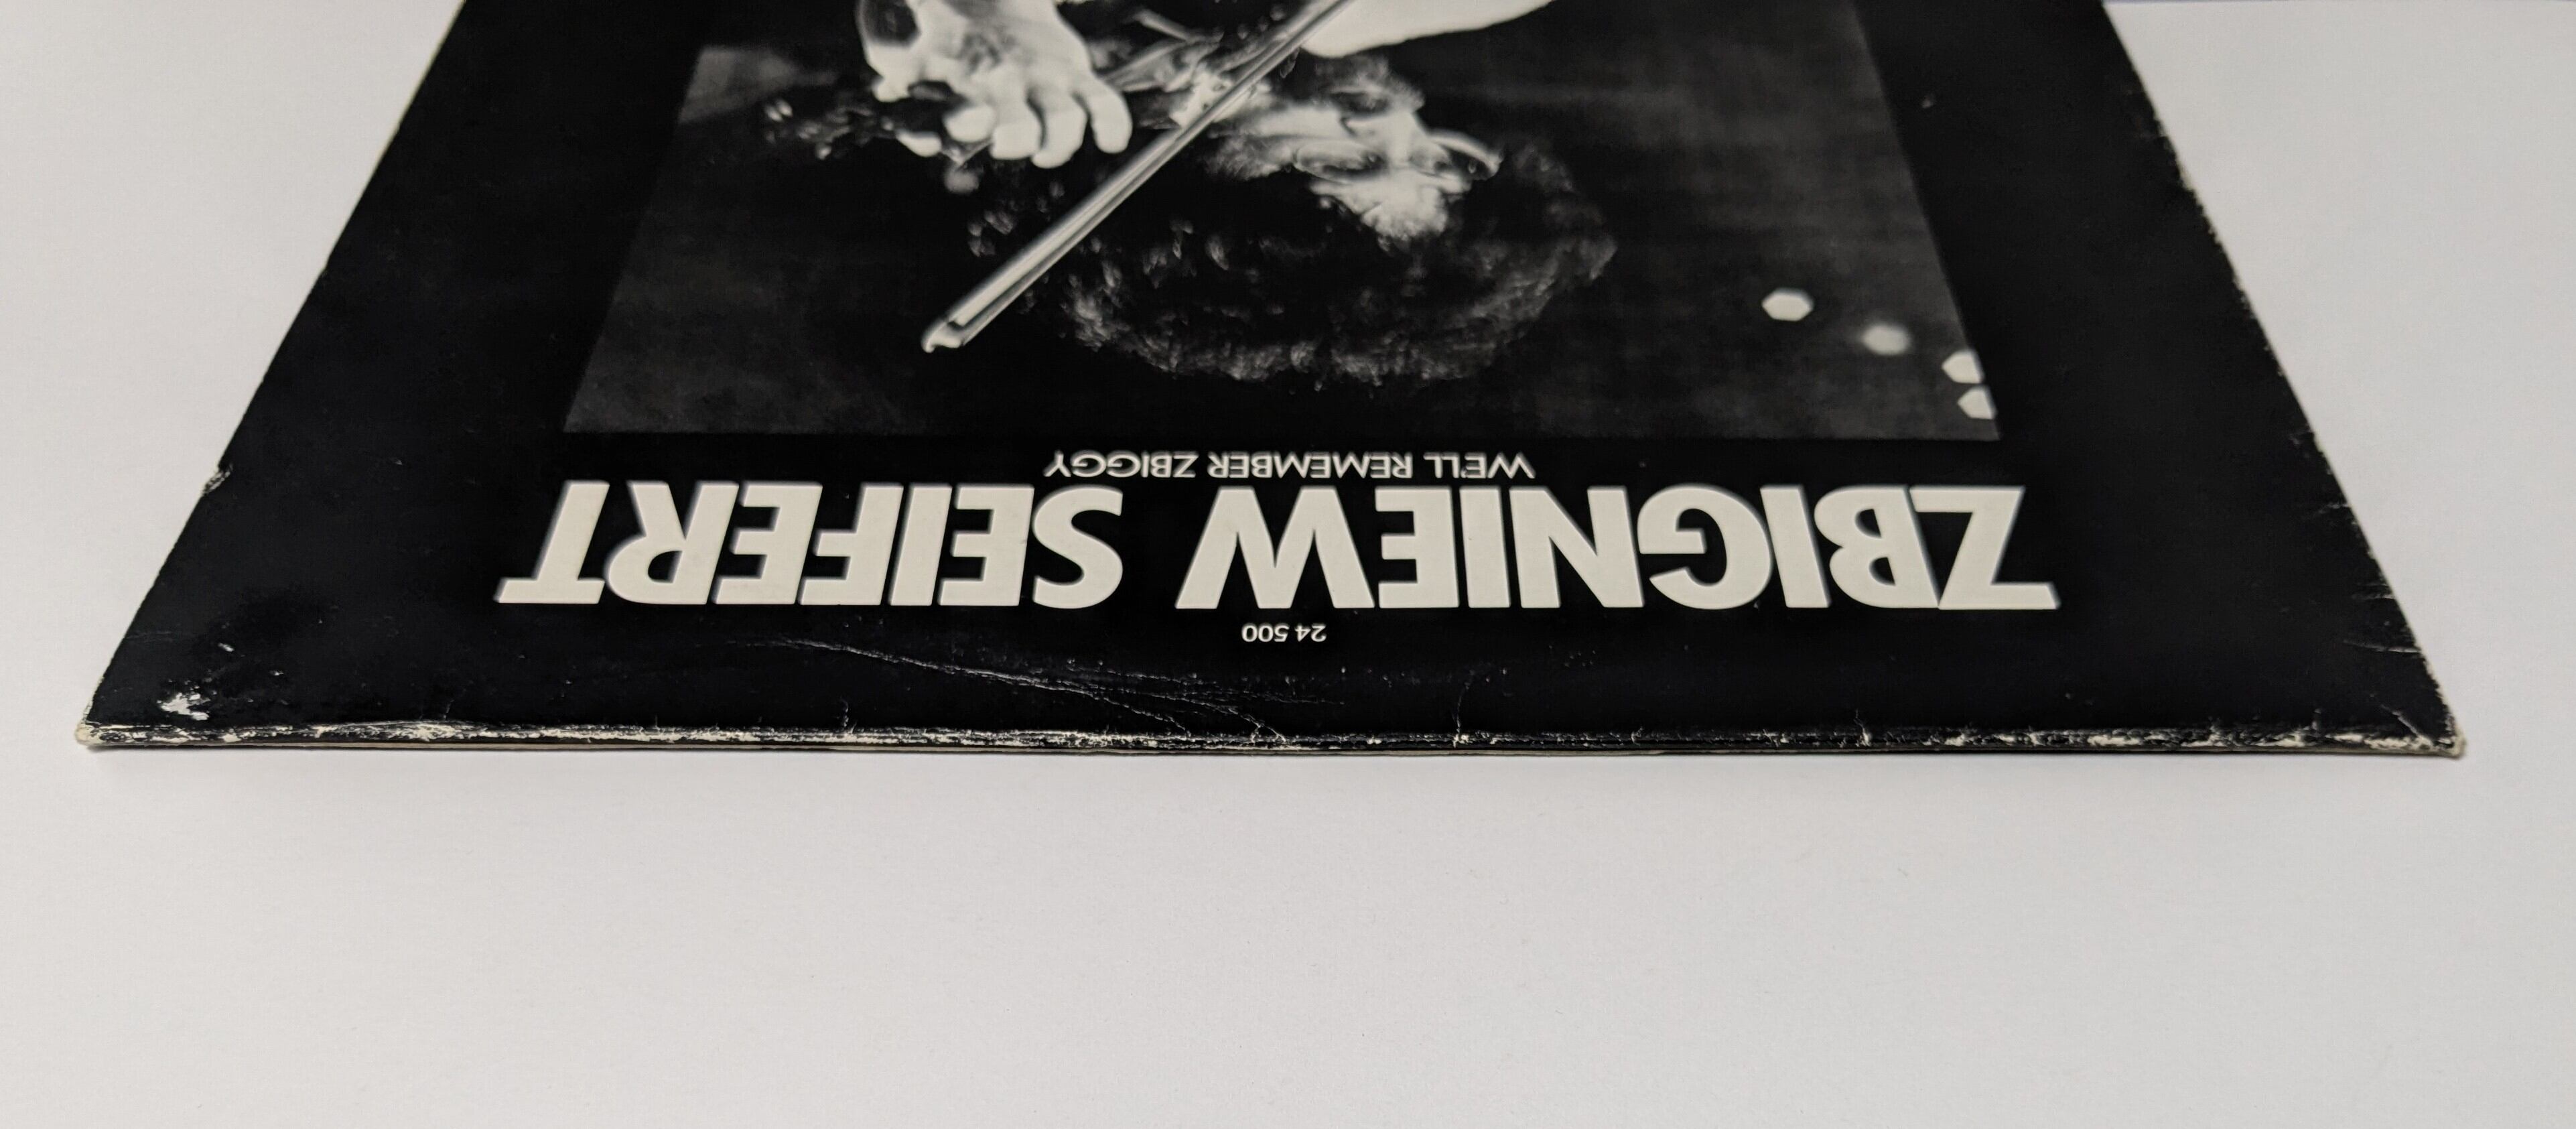 24 500
ZBIGNIEW SEIFERT
WE'LL REMEMBER ZBIGGY